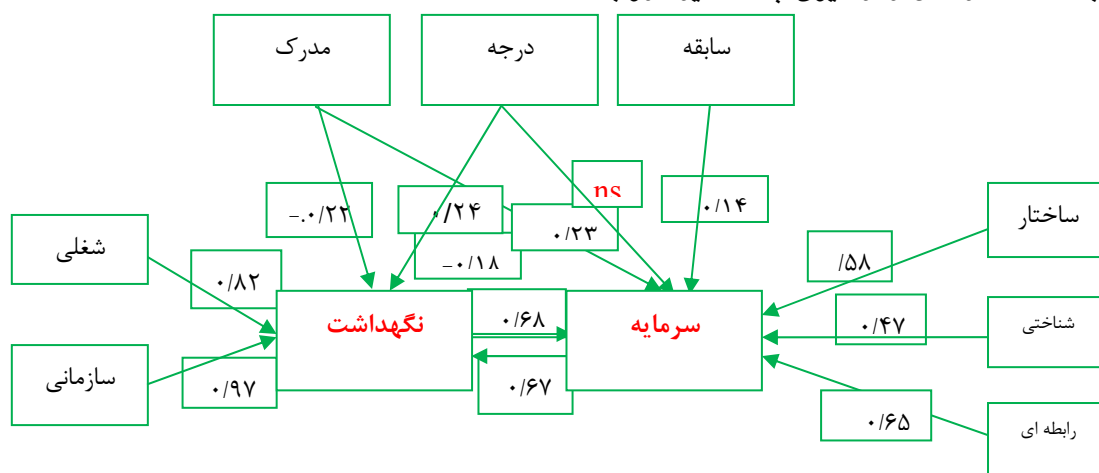 سابقه
درجه
مدرک
ns
۰/۱۴
۰/۲۴
-.۰/۲۲
۰/۲۳
-۰/۱۸
ساختار
شغلی
/۵۸
۰/۸۲
شناختی
۰/۴۷
سرمایه
۰/۶۸
نگهداشت
سازمانی
۰/۶۷
۰/۹۷
رابطه ای
۰/۶۵